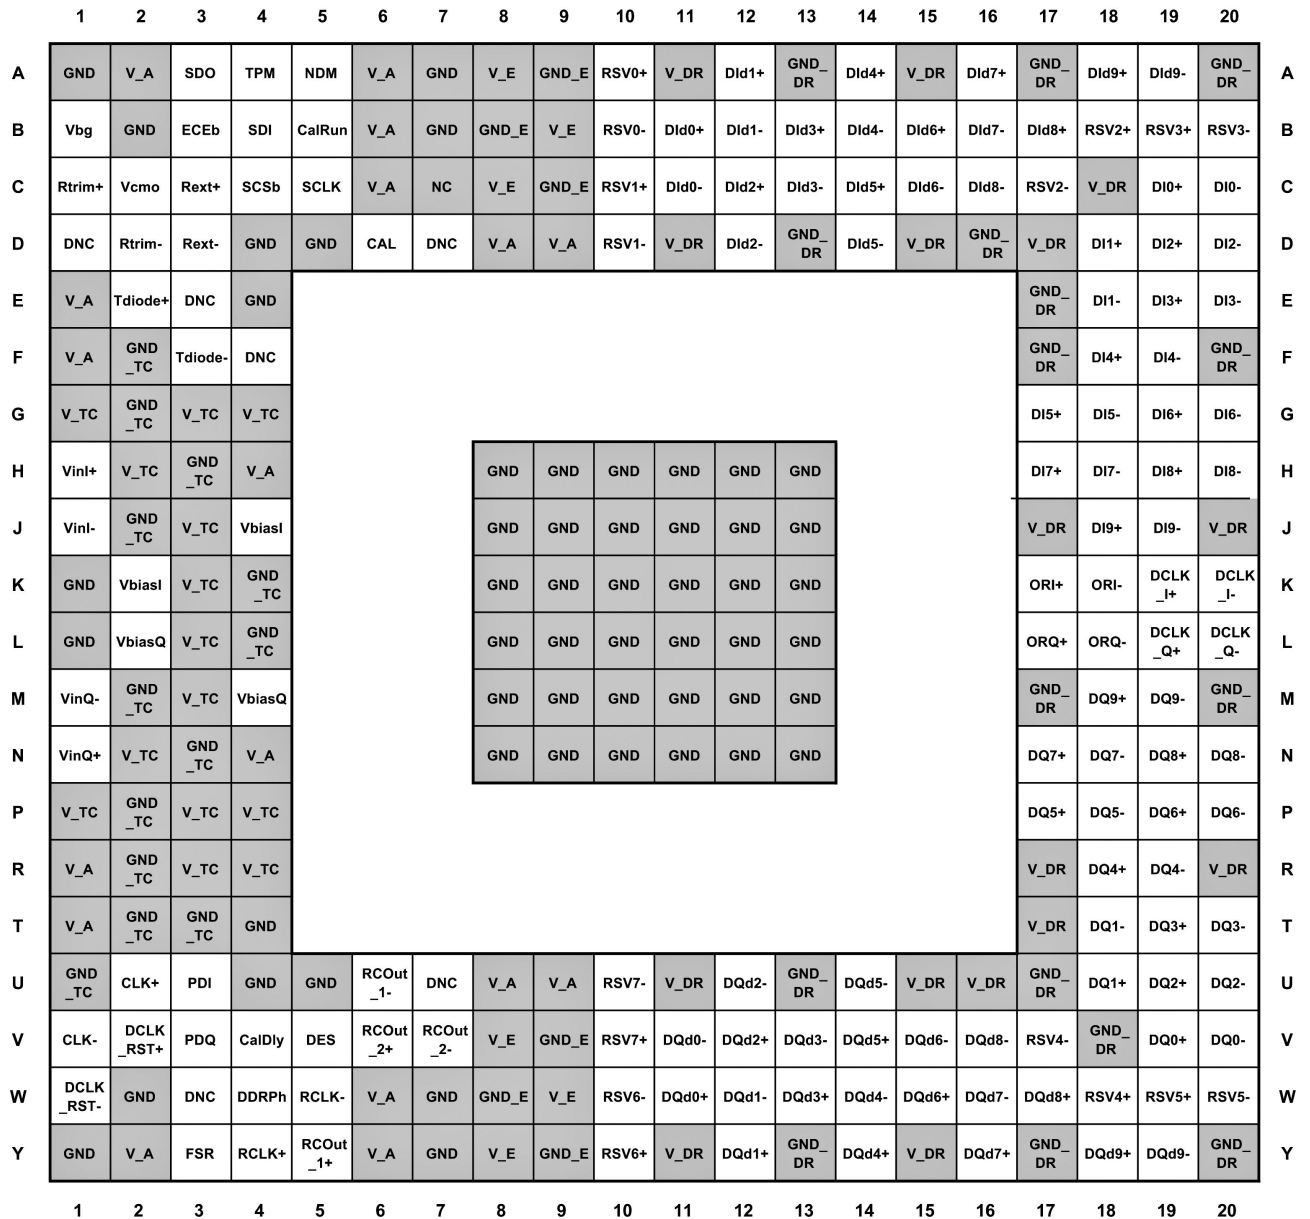 1 2 3 4 5 6 7 8 9 10 11 12 13 14 15 16 17 18 19 20
A GND V_A SDO TPM NDM V_A GND V_E GND_E RSV0+ V_DR DId1+ GND_DR DId4+ V_DR DId7+ GND_DR DId9+ DId9- GND_DR A
B Vbg GND ECEb SDI CalRun V_A GND GND_E V_E RSV0- DId0+ DId1- DId3+ DId4- DId6+ DId7- DId8+ RSV2+ RSV3+ RSV3- B
C Rtrim+ Vcmo Rext+ SCSb SCLK V_A NC V_E GND_E RSV1+ DId0- DId2+ DId3- DId5+ DId6- DId8- RSV2- V_DR DI0+ DI0- C
D DNC Rtrim- Rext- GND GND CAL DNC V_A V_A RSV1- V_DR DId2- GND_DR DId5- V_DR GND_DR V_DR DI1+ DI2+ DI2- D
E V_A Tdiode+ DNC GND GND_DR DI1- DI3+ DI3- E
F V_A GND_TC Tdiode- DNC GND_DR DI4+ DI4- GND_DR F
G V_TC GND_TC V_TC V_TC DI5+ DI5- DI6+ DI6- G
H VinI+ V_TC GND_TC V_A GND GND GND GND GND GND DI7+ DI7- DI8+ DI8- H
J VinI- GND_TC V_TC VbiasI GND GND GND GND GND GND V_DR DI9+ DI9- V_DR J
K GND VbiasI V_TC GND_TC GND GND GND GND GND GND ORI+ ORI- DCLK_I+ DCLK_I- K
L GND VbiasQ V_TC GND_TC GND GND GND GND GND GND ORQ+ ORQ- DCLK_Q+ DCLK_Q- L
M VinQ- GND_TC V_TC VbiasQ GND GND GND GND GND GND GND_DR DQ9+ DQ9- GND_DR M
N VinQ+ V_TC GND_TC V_A GND GND GND GND GND GND DQ7+ DQ7- DQ8+ DQ8- N
P V_TC GND_TC V_TC V_TC DQ5+ DQ5- DQ6+ DQ6- P
R V_A GND_TC V_TC V_TC V_DR DQ4+ DQ4- V_DR R
T V_A GND_TC GND_TC GND V_DR DQ1- DQ3+ DQ3- T
U GND_TC CLK+ PDI GND GND RCOut_1- DNC V_A V_A RSV7- V_DR DQd2- GND_DR DQd5- V_DR V_DR GND_DR DQ1+ DQ2+ DQ2- U
V CLK- DCLK_RST+ PDQ CalDly DES RCOut_2+ RCOut_2- V_E GND_E RSV7+ DQd0- DQd2+ DQd3- DQd5+ DQd6- DQd8- RSV4- GND_DR DQ0+ DQ0- V
W DCLK_RST- GND DNC DDRPh RCLK- V_A GND GND_E V_E RSV6- DQd0+ DQd1- DQd3+ DQd4- DQd6+ DQd7- DQd8+ RSV4+ RSV5+ RSV5- W
Y GND V_A FSR RCLK+ RCOut_1+ V_A GND V_E GND_E RSV6+ V_DR DQd1+ GND_DR DQd4+ V_DR DQd7+ GND_DR DQd9+ DQd9- GND_DR Y
1 2 3 4 5 6 7 8 9 10 11 12 13 14 15 16 17 18 19 20